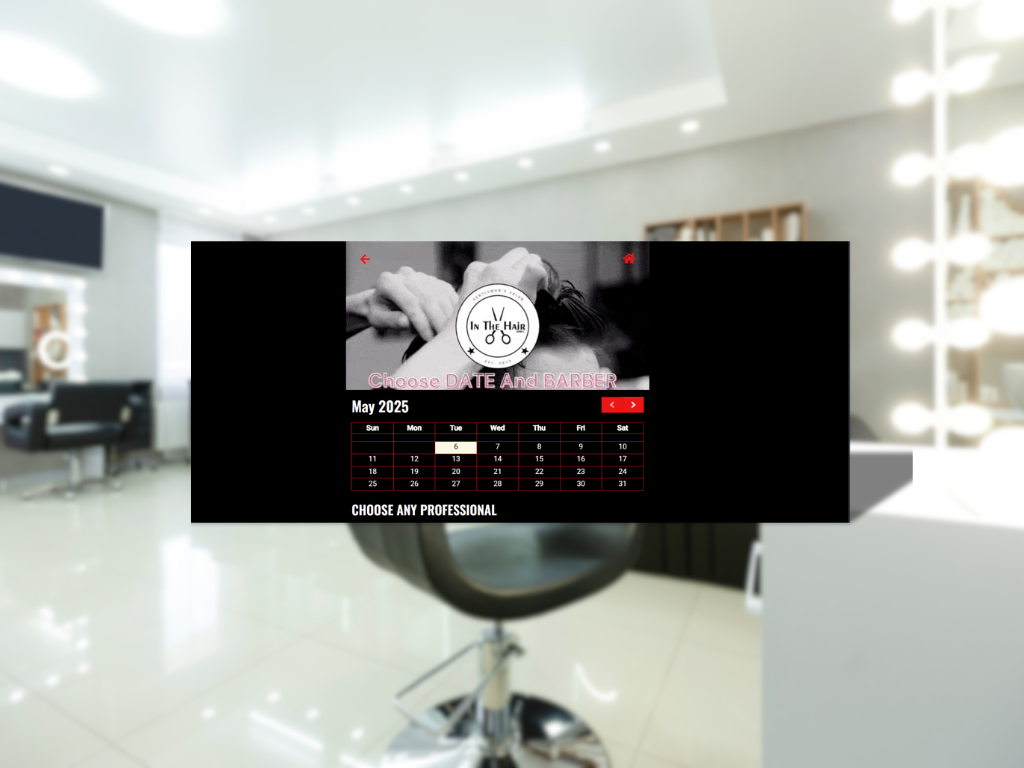 GENTLEMEN'S SALON
IN THE HAIR
EST. 2017
Choose DATE And BARBER
May 2025
Sun Mon Tue Wed Thu Fri Sat
6 7 8 9 10
11 12 13 14 15 16 17
18 19 20 21 22 23 24
25 26 27 28 29 30 31
CHOOSE ANY PROFESSIONAL